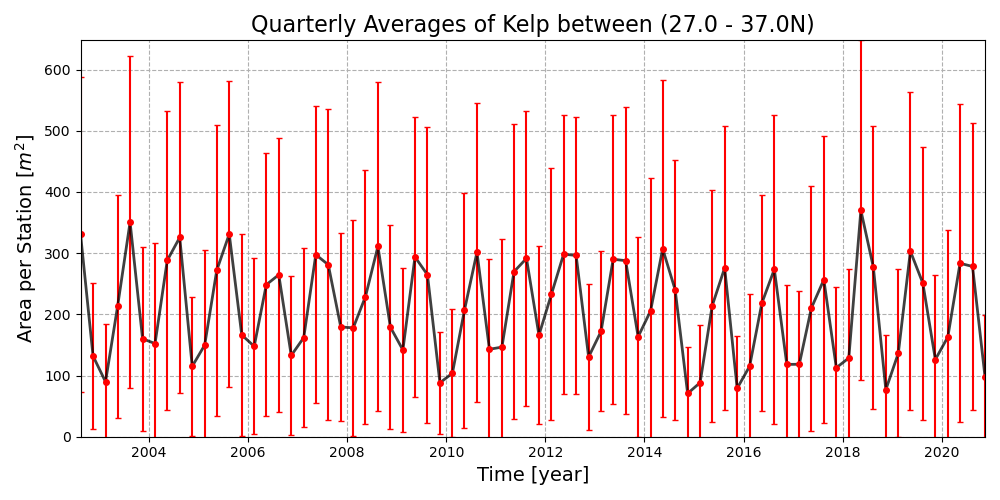 Quarterly Averages of Kelp between (27.0 - 37.0N)
Area per Station [m²]
600
500
400
300
200
100
0
2004 2006 2008 2010 2012 2014 2016 2018 2020
Time [year]